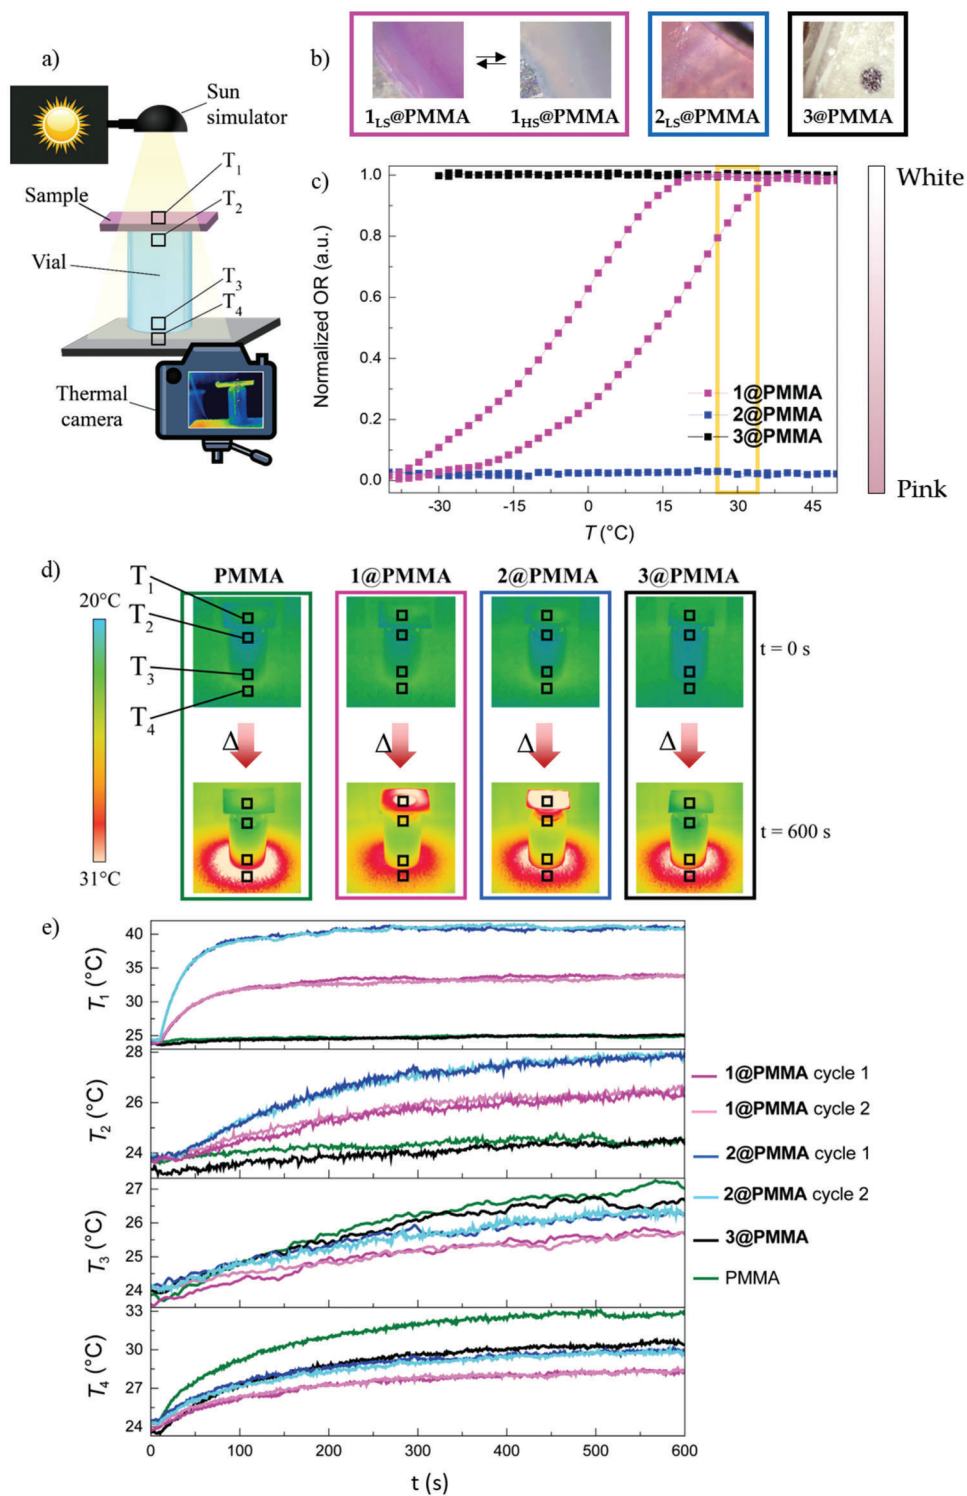 a)
Sun
simulator
T1
T2
Sample
Vial
T3
T4
Thermal
camera
b)
1LS@PMMA
1HS@PMMA
2LS@PMMA
3@PMMA
c)
Normalized OR (a.u.)
1.0
0.8
0.6
0.4
0.2
0.0
1@PMMA
2@PMMA
3@PMMA
-30 -15 0 15 30 45
T (°C)
White
Pink
d)
PMMA 1@PMMA 2@PMMA 3@PMMA
20°C
31°C
T1
T2
T3
T4
t = 0 s
Δ Δ Δ Δ
t = 600 s
e)
T1 (°C)
40
35
30
25
T2 (°C)
28
26
24
T3 (°C)
27
26
25
24
T4 (°C)
33
30
27
24
0 100 200 300 400 500 600
t (s)
1@PMMA cycle 1
1@PMMA cycle 2
2@PMMA cycle 1
2@PMMA cycle 2
3@PMMA
PMMA